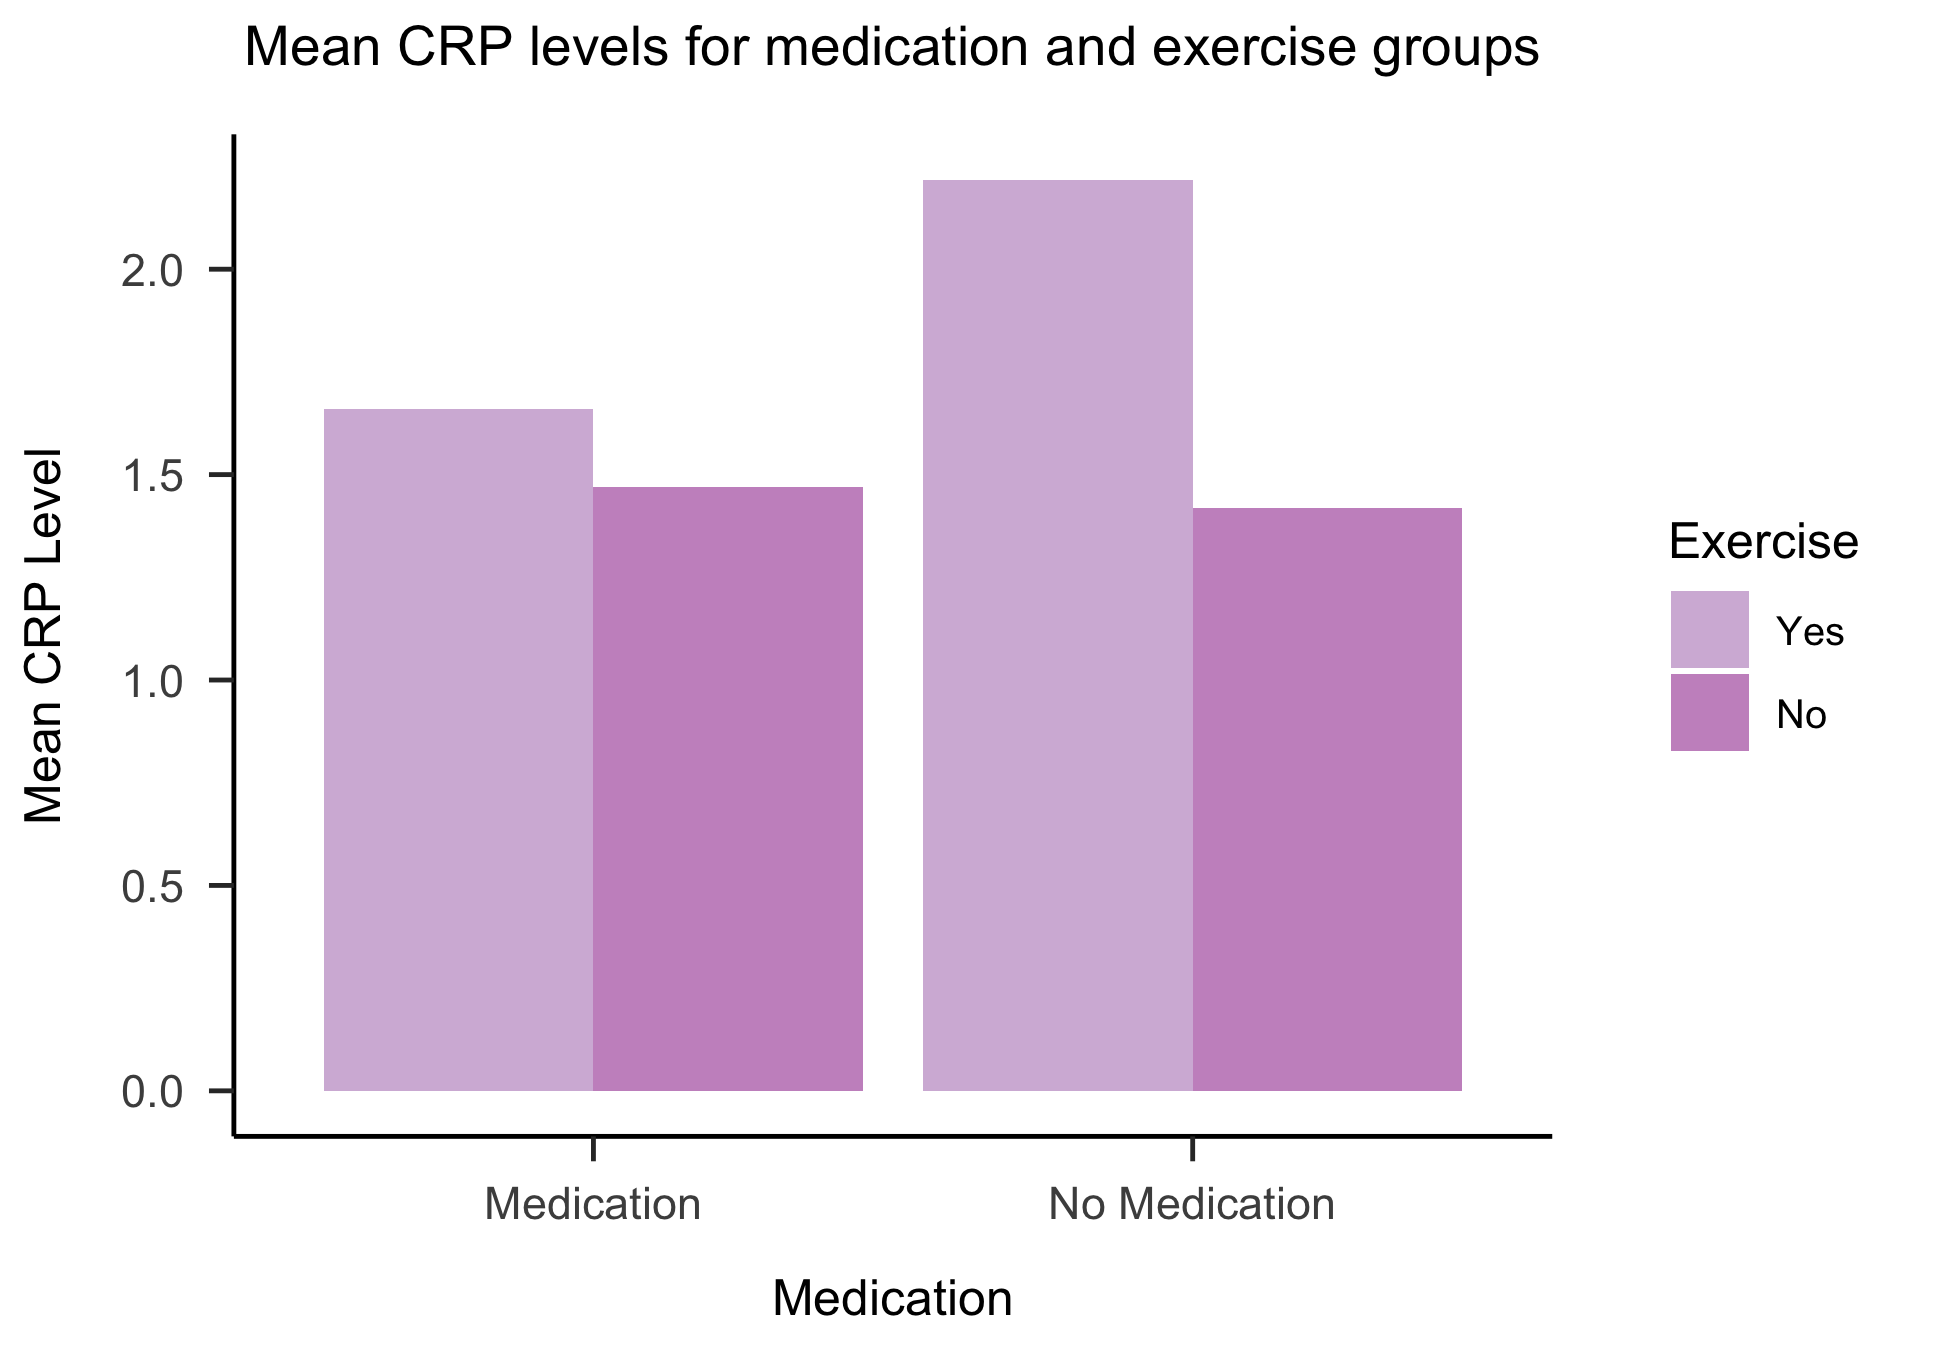 Mean CRP levels for medication and exercise groups
Mean CRP Level
2.0
1.5
1.0
0.5
0.0
Medication
No Medication
Medication
Exercise
Yes
No